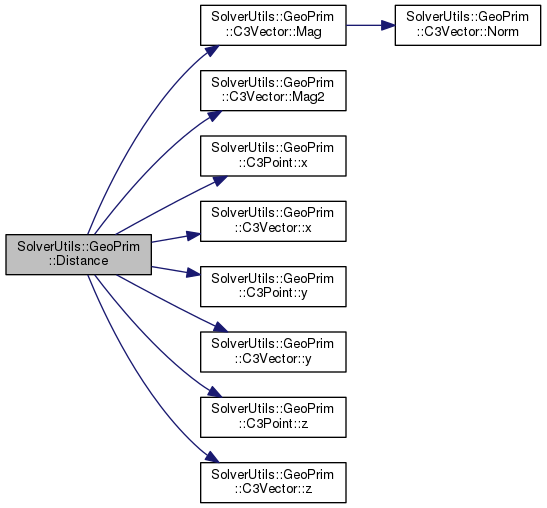 SolverUtils::GeoPrim
::C3Vector::Mag
SolverUtils::GeoPrim
::C3Vector::Norm
SolverUtils::GeoPrim
::C3Vector::Mag2
SolverUtils::GeoPrim
::C3Point::x
SolverUtils::GeoPrim
::C3Vector::x
SolverUtils::GeoPrim
::Distance
SolverUtils::GeoPrim
::C3Point::y
SolverUtils::GeoPrim
::C3Vector::y
SolverUtils::GeoPrim
::C3Point::z
SolverUtils::GeoPrim
::C3Vector::z